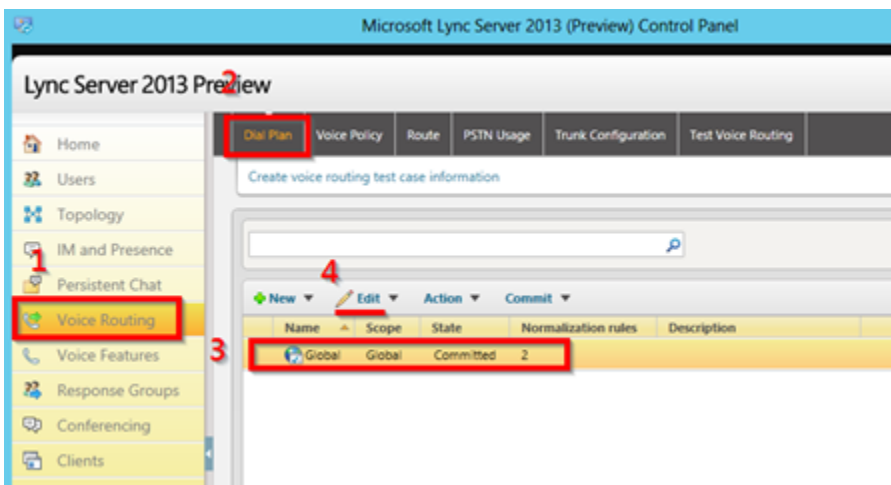 Microsoft Lync Server 2013 (Preview) Control Panel
Lync Server 2013 Preview
2
Dial Plan Voice Policy Route PSTN Usage Trunk Configuration Test Voice Routing
Home
Users
Topology
IM and Presence
1
Persistent Chat
Voice Routing
Voice Features
Response Groups
Conferencing
Clients
Create voice routing test case information
4
New Edit Action Commit
Name Scope State Normalization rules Description
3
Global Global Committed 2